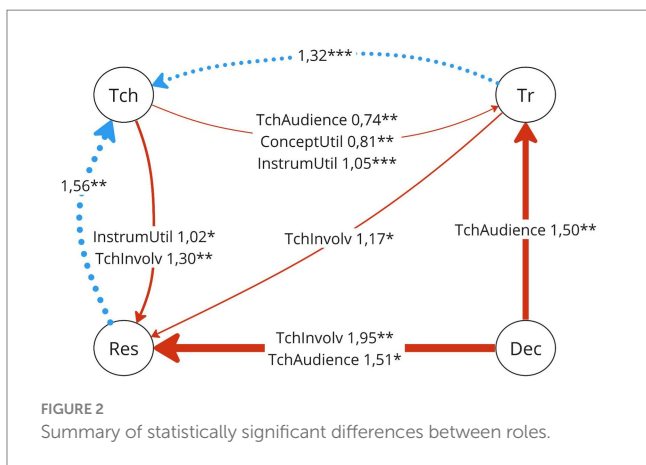 1,32***
Tch
Tr
TchAudience 0,74**
ConceptUtil 0,81**
InstrumUtil 1,05***
1,56**
InstrumUtil 1,02*
TchInvolv 1,30**
TchInvolv 1,17*
TchAudience 1,50**
Res
TchInvolv 1,95**
TchAudience 1,51*
Dec
FIGURE 2
Summary of statistically significant differences between roles.